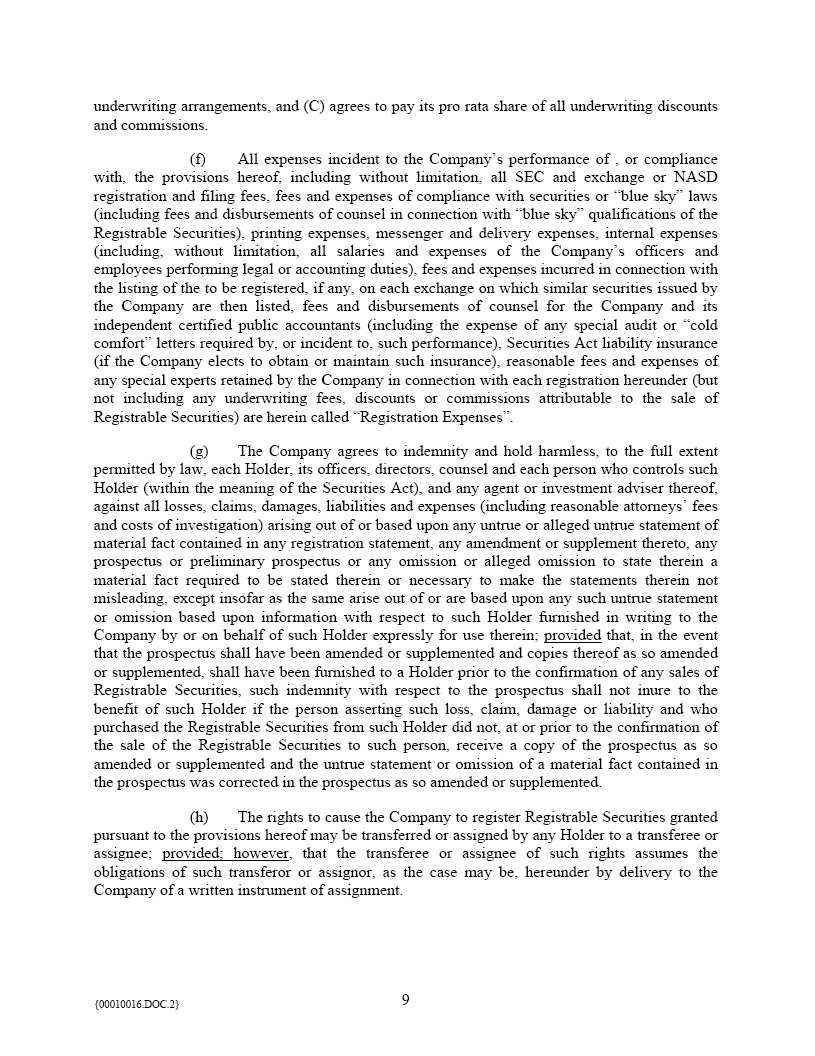 underwriting arrangements, and (C) agrees to pay its pro rata share of all underwriting discounts
and commissions.
(f) All expenses incident to the Company’s performance of , or compliance
with, the provisions hereof, including without limitation, all SEC and exchange or NASD
registration and filing fees, fees and expenses of compliance with securities or “blue sky” laws
(including fees and disbursements of counsel in connection with “blue sky” qualifications of the
Registrable Securities), printing expenses, messenger and delivery expenses, internal expenses
(including, without limitation, all salaries and expenses of the Company’s officers and
employees performing legal or accounting duties), fees and expenses incurred in connection with
the listing of the to be registered, if any, on each exchange on which similar securities issued by
the Company are then listed, fees and disbursements of counsel for the Company and its
independent certified public accountants (including the expense of any special audit or “cold
comfort” letters required by, or incident to, such performance), Securities Act liability insurance
(if the Company elects to obtain or maintain such insurance), reasonable fees and expenses of
any special experts retained by the Company in connection with each registration hereunder (but
not including any underwriting fees, discounts or commissions attributable to the sale of
Registrable Securities) are herein called “Registration Expenses”.
(g) The Company agrees to indemnity and hold harmless, to the full extent
permitted by law, each Holder, its officers, directors, counsel and each person who controls such
Holder (within the meaning of the Securities Act), and any agent or investment adviser thereof,
against all losses, claims, damages, liabilities and expenses (including reasonable attorneys’ fees
and costs of investigation) arising out of or based upon any untrue or alleged untrue statement of
material fact contained in any registration statement, any amendment or supplement thereto, any
prospectus or preliminary prospectus or any omission or alleged omission to state therein a
material fact required to be stated therein or necessary to make the statements therein not
misleading, except insofar as the same arise out of or are based upon any such untrue statement
or omission based upon information with respect to such Holder furnished in writing to the
Company by or on behalf of such Holder expressly for use therein; provided that, in the event
that the prospectus shall have been amended or supplemented and copies thereof as so amended
or supplemented, shall have been furnished to a Holder prior to the confirmation of any sales of
Registrable Securities, such indemnity with respect to the prospectus shall not inure to the
benefit of such Holder if the person asserting such loss, claim, damage or liability and who
purchased the Registrable Securities from such Holder did not, at or prior to the confirmation of
the sale of the Registrable Securities to such person, receive a copy of the prospectus as so
amended or supplemented and the untrue statement or omission of a material fact contained in
the prospectus was corrected in the prospectus as so amended or supplemented.
(h) The rights to cause the Company to register Registrable Securities granted
pursuant to the provisions hereof may be transferred or assigned by any Holder to a transferee or
assignee; provided; however, that the transferee or assignee of such rights assumes the
obligations of such transferor or assignor, as the case may be, hereunder by delivery to the
Company of a written instrument of assignment.
{00010016.DOC.2}
9